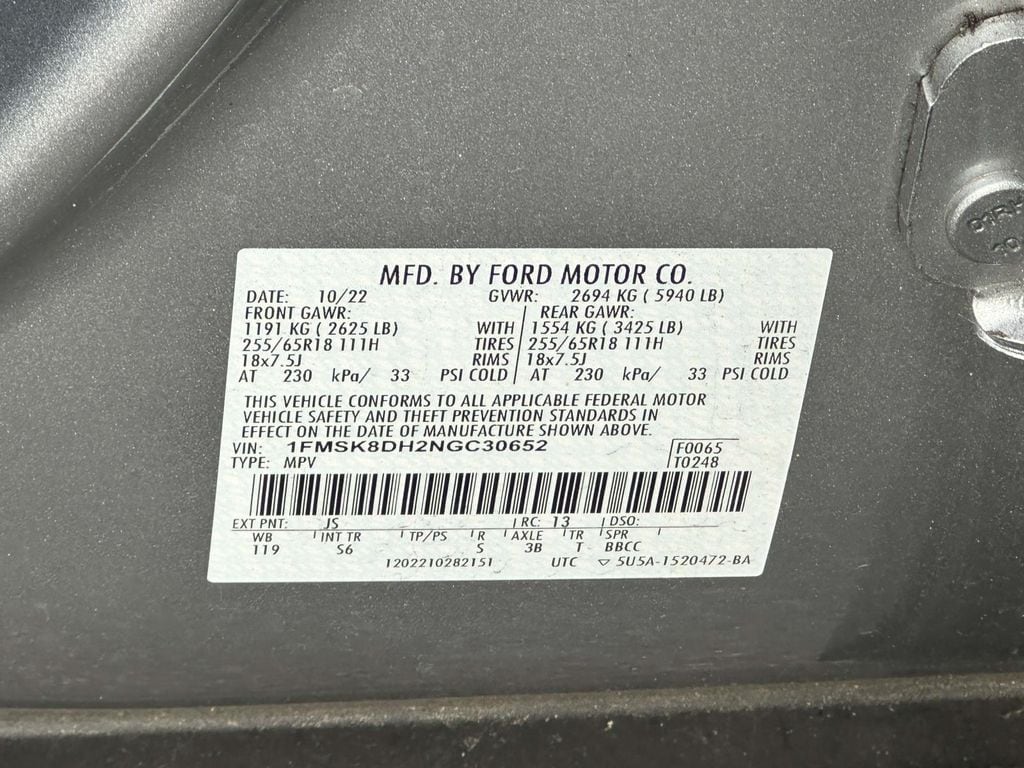 MFD. BY FORD MOTOR CO.
DATE: 10/22 GVWR: 2694 KG ( 5940 LB)
FRONT GAWR: REAR GAWR:
1191 KG ( 2625 LB) WITH 1554 KG ( 3425 LB) WITH
255/65R18 111H TIRES 255/65R18 111H TIRES
18x7.5J RIMS 18x7.5J RIMS
AT 230 kPa/ 33 PSI COLD AT 230 kPa/ 33 PSI COLD
THIS VEHICLE CONFORMS TO ALL APPLICABLE FEDERAL MOTOR
VEHICLE SAFETY AND THEFT PREVENTION STANDARDS IN
EFFECT ON THE DATE OF MANUFACTURE SHOWN ABOVE.
VIN: 1FMSK8DH2NGC30652 F0065
TYPE: MPV T0248
EXT PNT: JS RC: 13 DSO:
WB INT TR TP/PS R AXLE TR SPR
119 S6 S 3B T BBCC
1202210282151 UTC ▽ 5U5A-1520472-BA